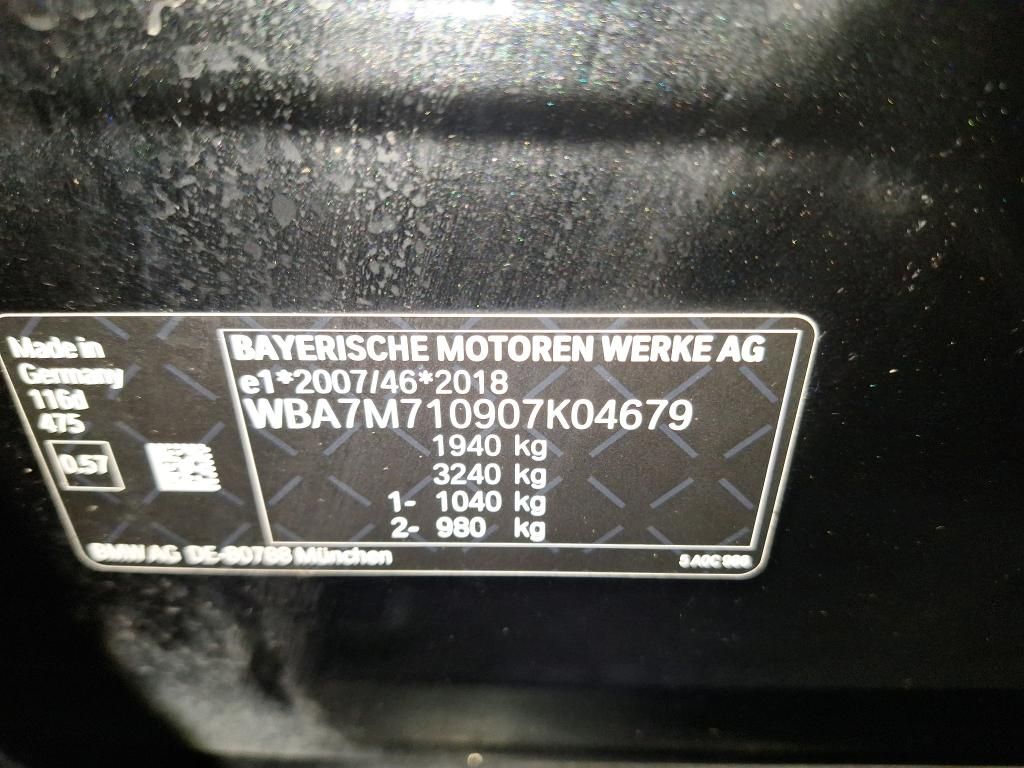 Made in
Germany
116d
475
0.57
BAYERISCHE MOTOREN WERKE AG
e1*2007/46*2018
WBA7M710907K04679
1940 kg
3240 kg
1- 1040 kg
2- 980 kg
BMW AG DE-80788 München